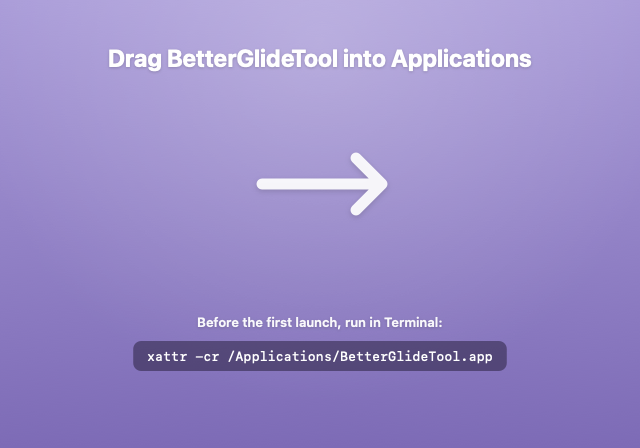 Drag BetterGlideTool into Applications
Before the first launch, run in Terminal:
xattr -cr /Applications/BetterGlideTool.app